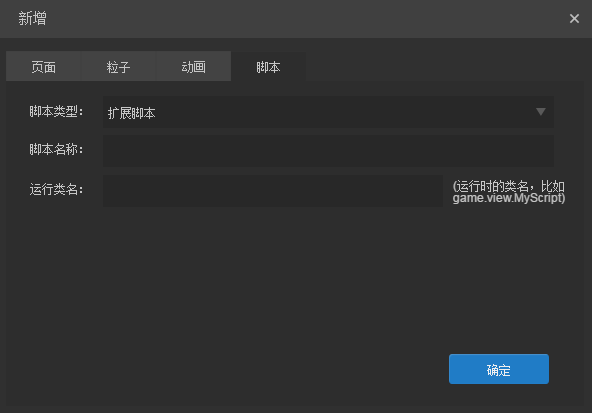 新增
页面 粒子 动画 脚本
脚本类型: 扩展脚本
脚本名称:
运行类名: (运行时的类名，比如
game.view.MyScript)
确定